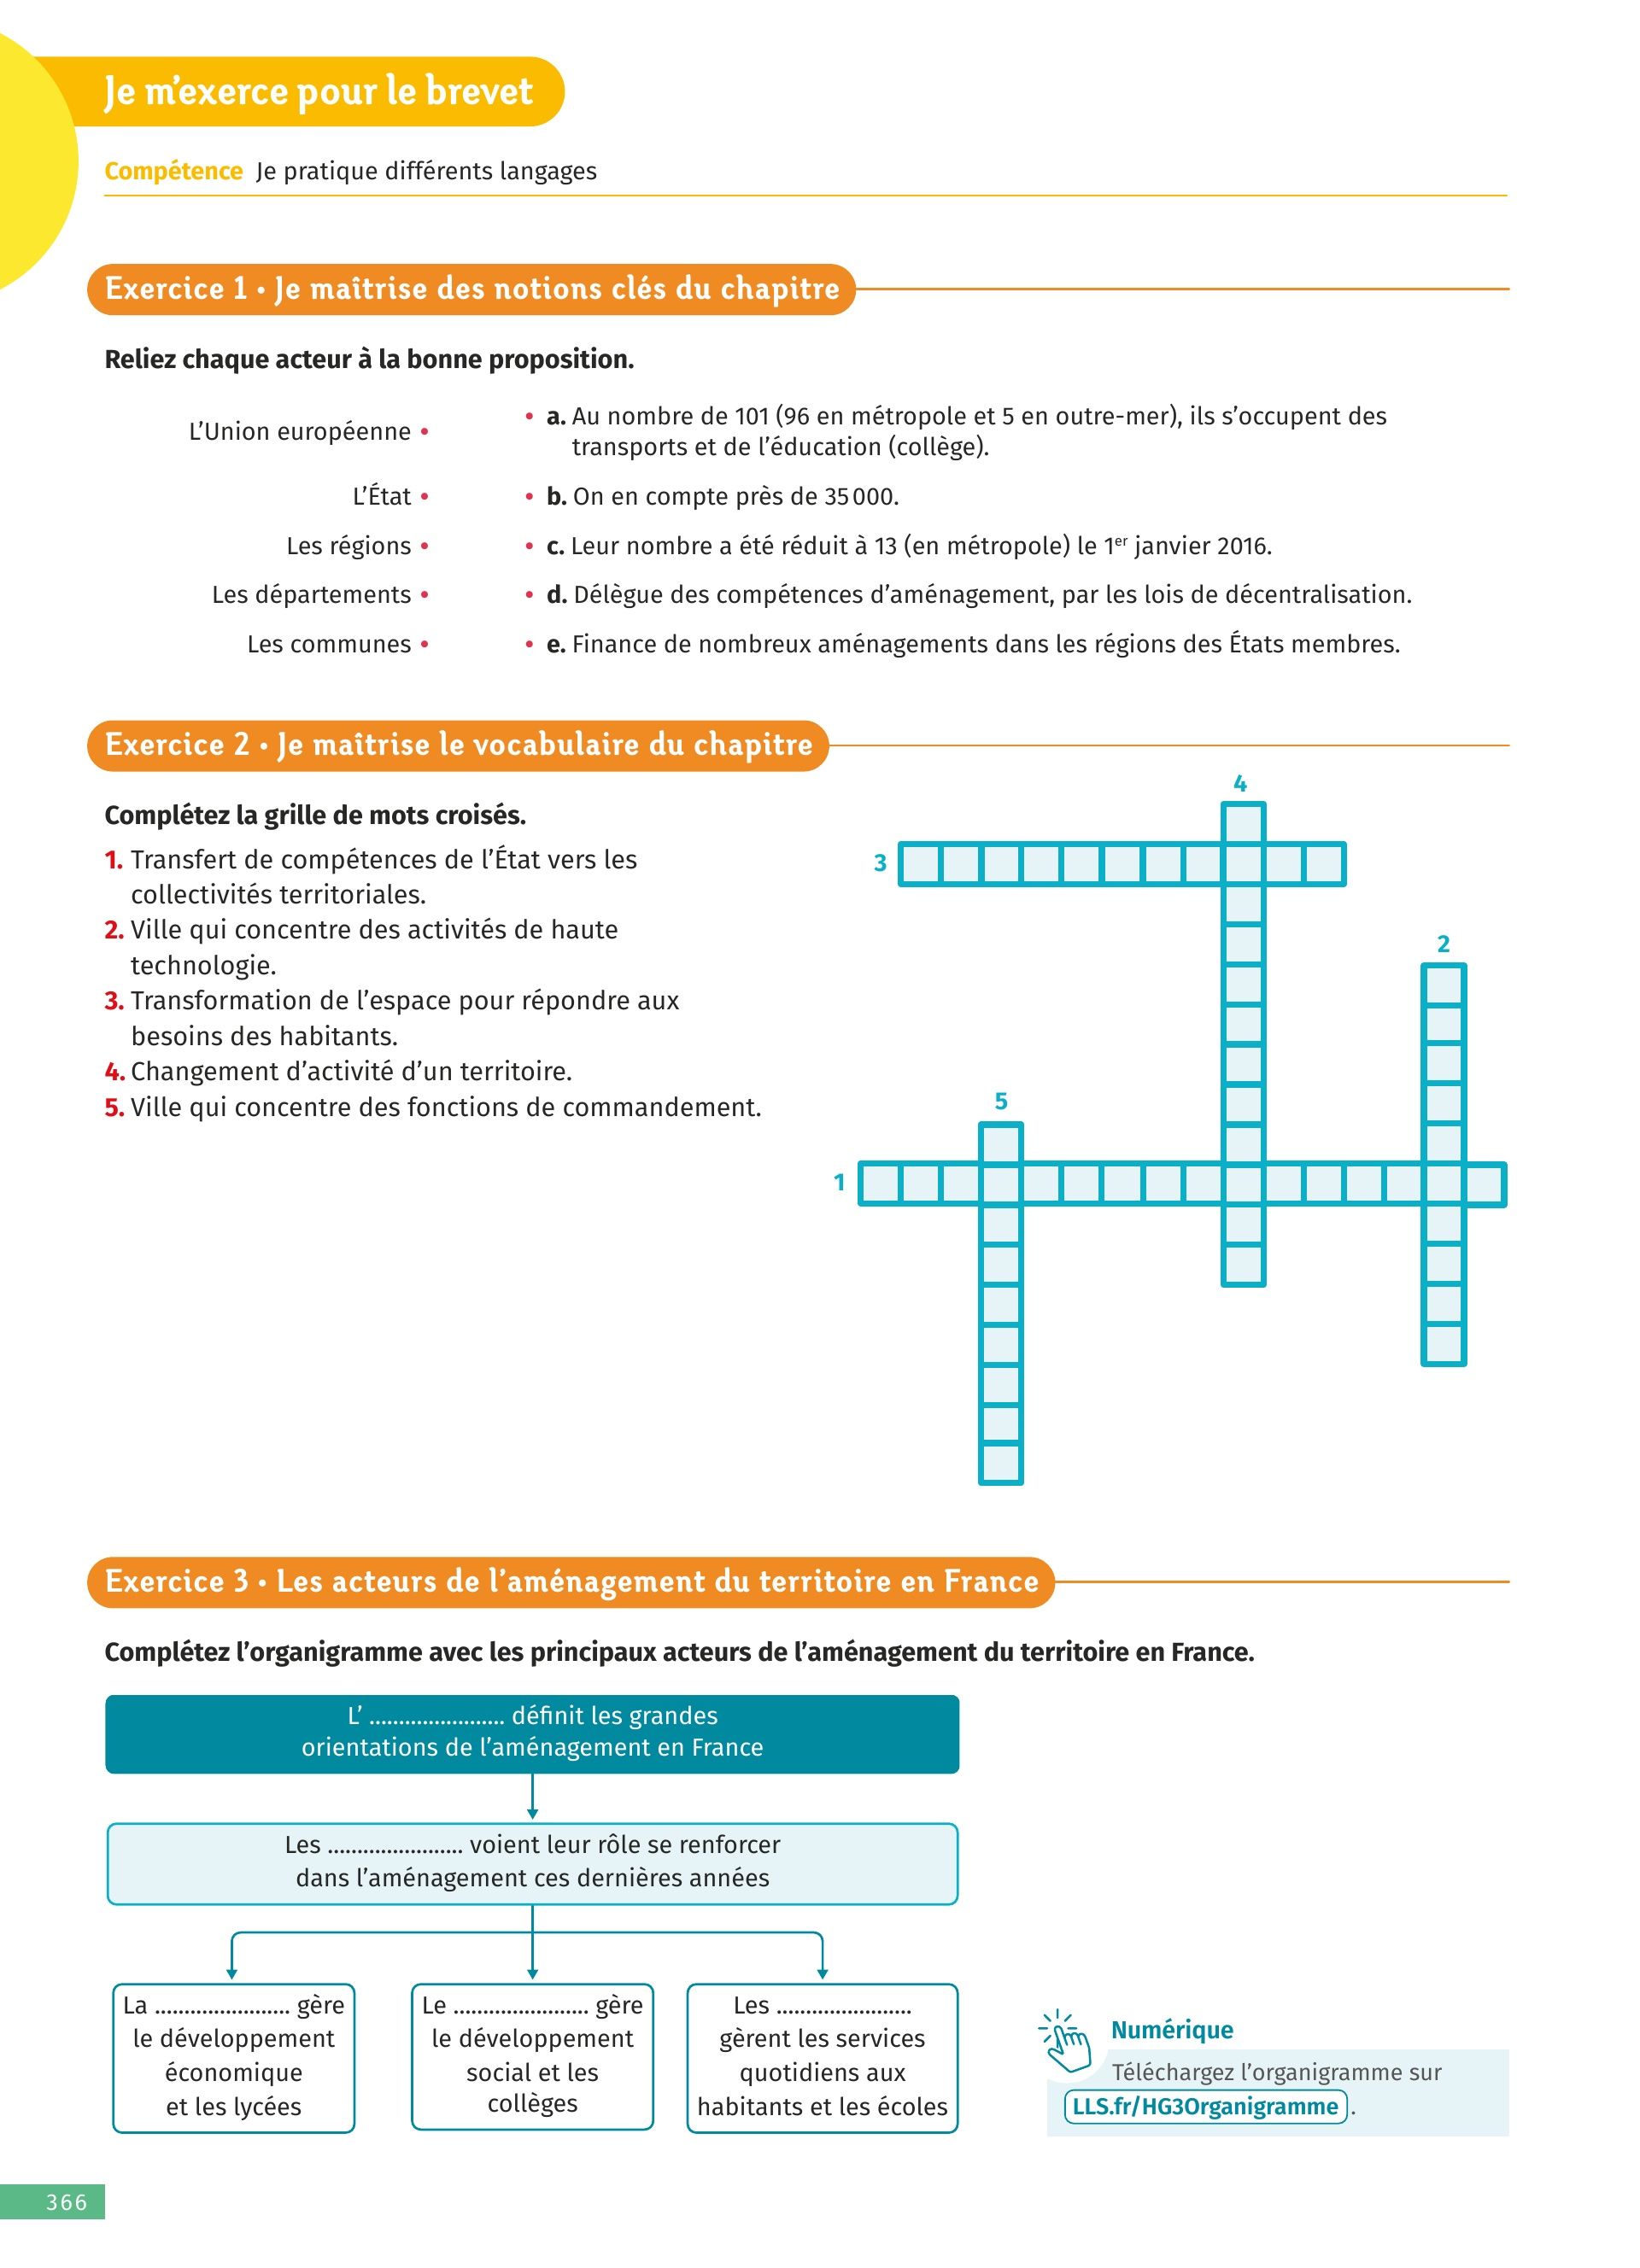 Je m'exerce pour le brevet
Compétence Je pratique différents langages
Exercice 1 • Je maîtrise des notions clés du chapitre
Reliez chaque acteur à la bonne proposition.
L'Union européenne •
• a. Au nombre de 101 (96 en métropole et 5 en outre-mer), ils s'occupent des
transports et de l'éducation (collège).
L'État •
• b. On en compte près de 35 000.
Les régions •
• c. Leur nombre a été réduit à 13 (en métropole) le 1er janvier 2016.
Les départements •
• d. Délègue des compétences d'aménagement, par les lois de décentralisation.
Les communes •
• e. Finance de nombreux aménagements dans les régions des États membres.
Exercice 2 • Je maîtrise le vocabulaire du chapitre
Complétez la grille de mots croisés.
1. Transfert de compétences de l'État vers les
collectivités territoriales.
2. Ville qui concentre des activités de haute
technologie.
3. Transformation de l'espace pour répondre aux
besoins des habitants.
4. Changement d'activité d'un territoire.
5. Ville qui concentre des fonctions de commandement.
4
3
2
5
1
Exercice 3 • Les acteurs de l'aménagement du territoire en France
Complétez l'organigramme avec les principaux acteurs de l'aménagement du territoire en France.
L' ....................... définit les grandes
orientations de l'aménagement en France
Les ....................... voient leur rôle se renforcer
dans l'aménagement ces dernières années
La ....................... gère
le développement
économique
et les lycées
Le ....................... gère
le développement
social et les
collèges
Les .......................
gèrent les services
quotidiens aux
habitants et les écoles
Numérique
Téléchargez l'organigramme sur
LLS.fr/HG3Organigramme .
366